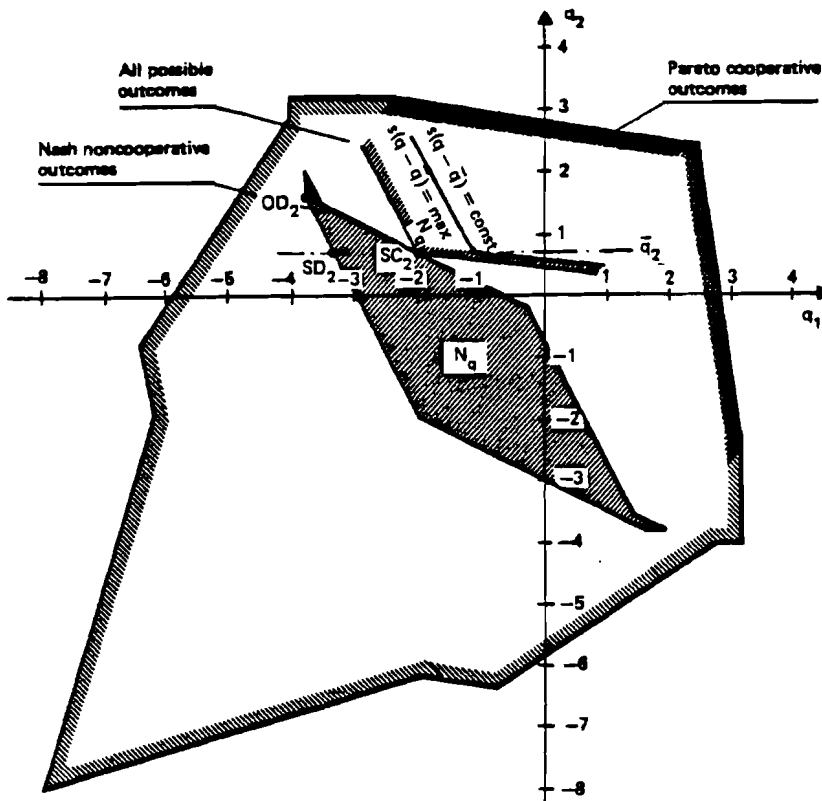 q₂
4
All possible
outcomes
Pareto cooperative
outcomes
3
Nash noncooperative
outcomes
2
s(q − q̄) = max
N_q
s(q − q̄) = const
OD₂
1
q̄₂
SD₂
SC₂
−8
−7
−6
−5
−4
−3
−2
−1
1
2
3
4
q₁
N_q
−1
−2
−3
−4
−5
−6
−7
−8